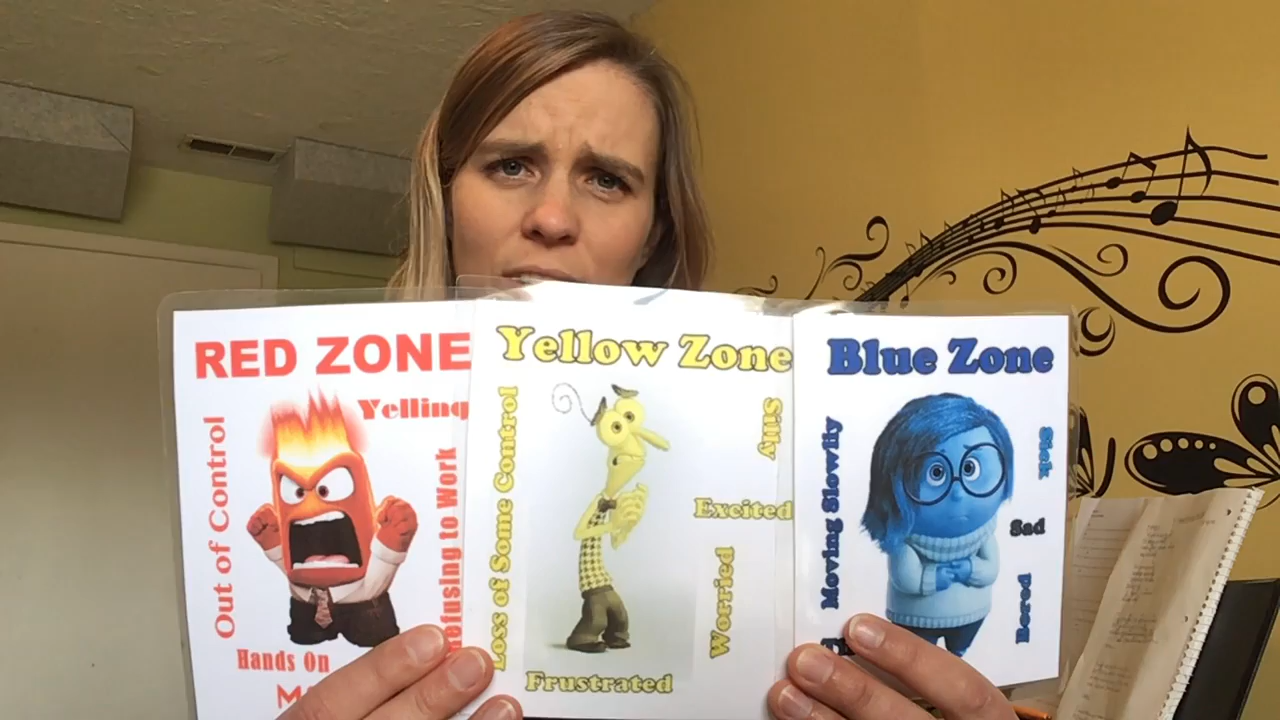 RED ZONE
Yelling
Out of Control
Refusing to Work
Hands On
Yellow Zone
Loss of Some Control
Silly
Excited
Worried
Frustrated
Blue Zone
Moving Slowlly
Sick
Sad
Bored